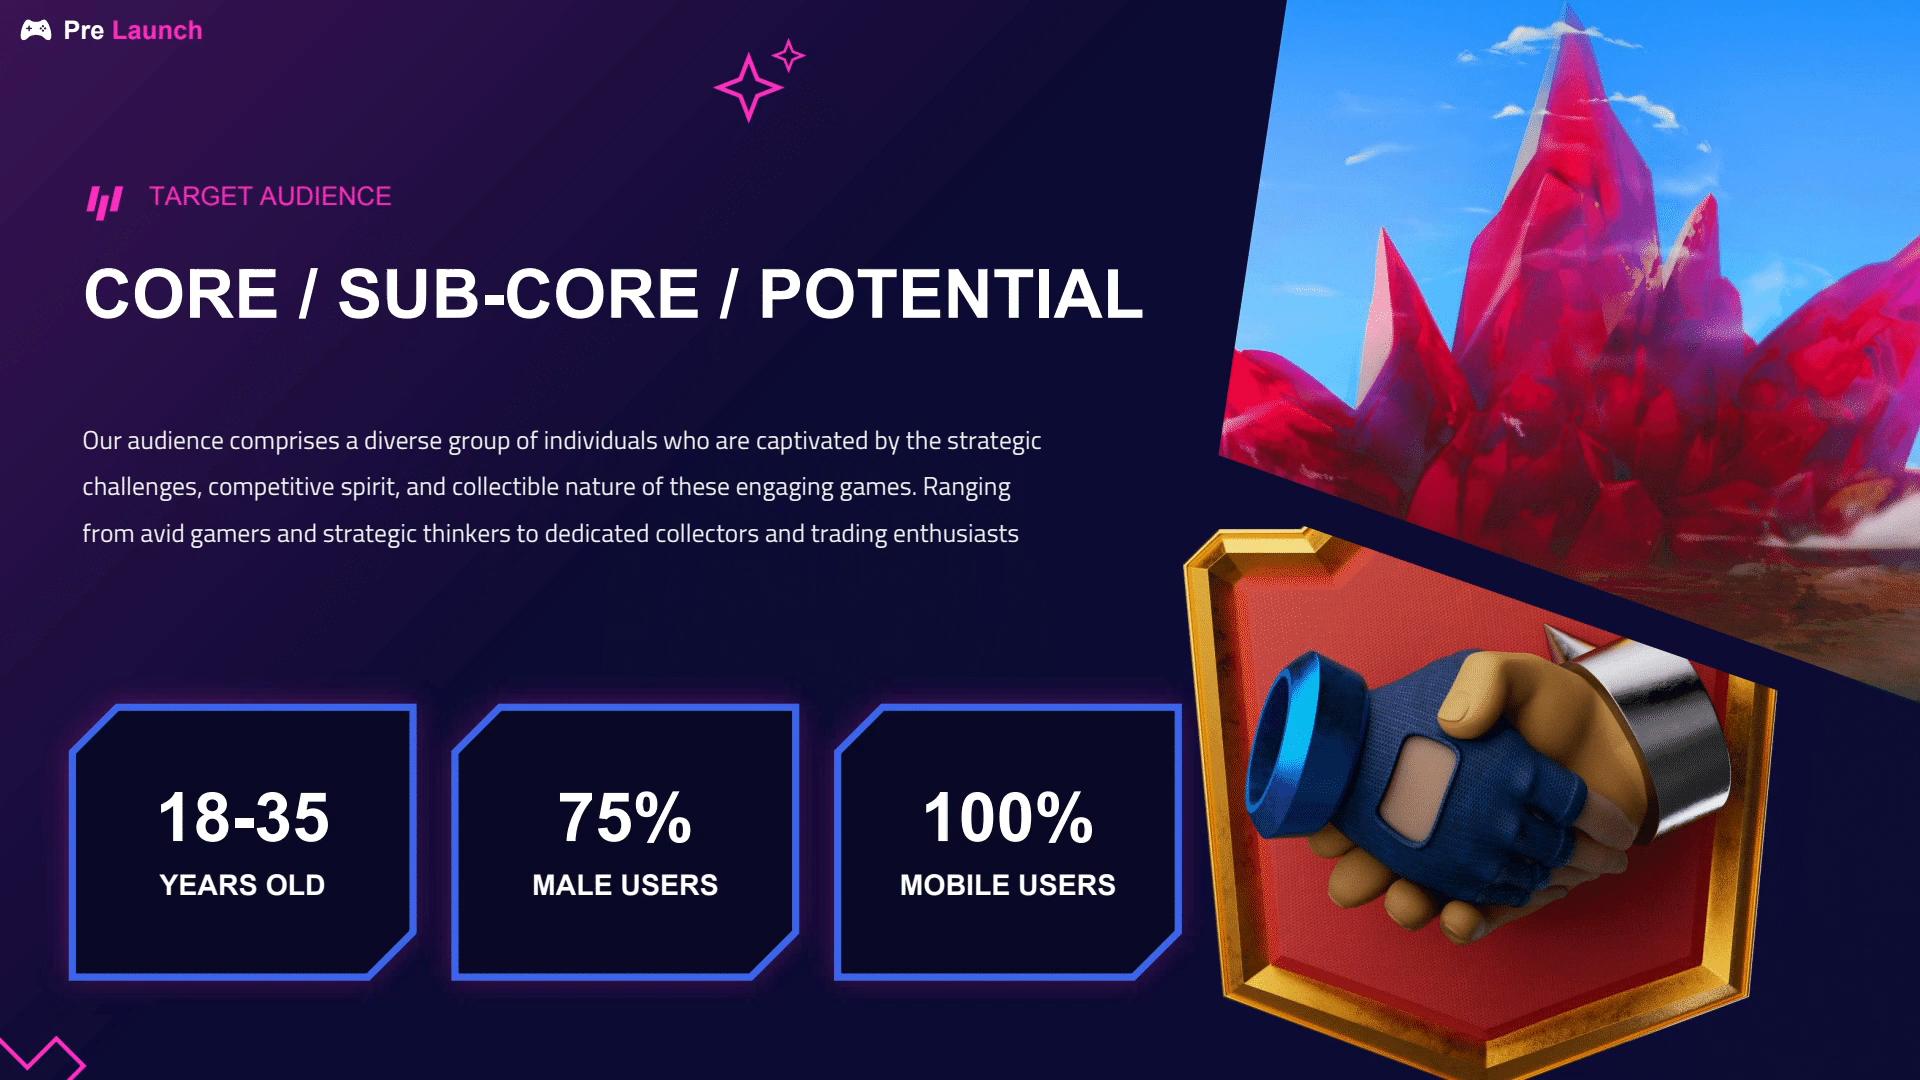 Pre Launch
TARGET AUDIENCE
CORE / SUB-CORE / POTENTIAL
Our audience comprises a diverse group of individuals who are captivated by the strategic
challenges, competitive spirit, and collectible nature of these engaging games. Ranging
from avid gamers and strategic thinkers to dedicated collectors and trading enthusiasts
18-35
YEARS OLD
75%
MALE USERS
100%
MOBILE USERS